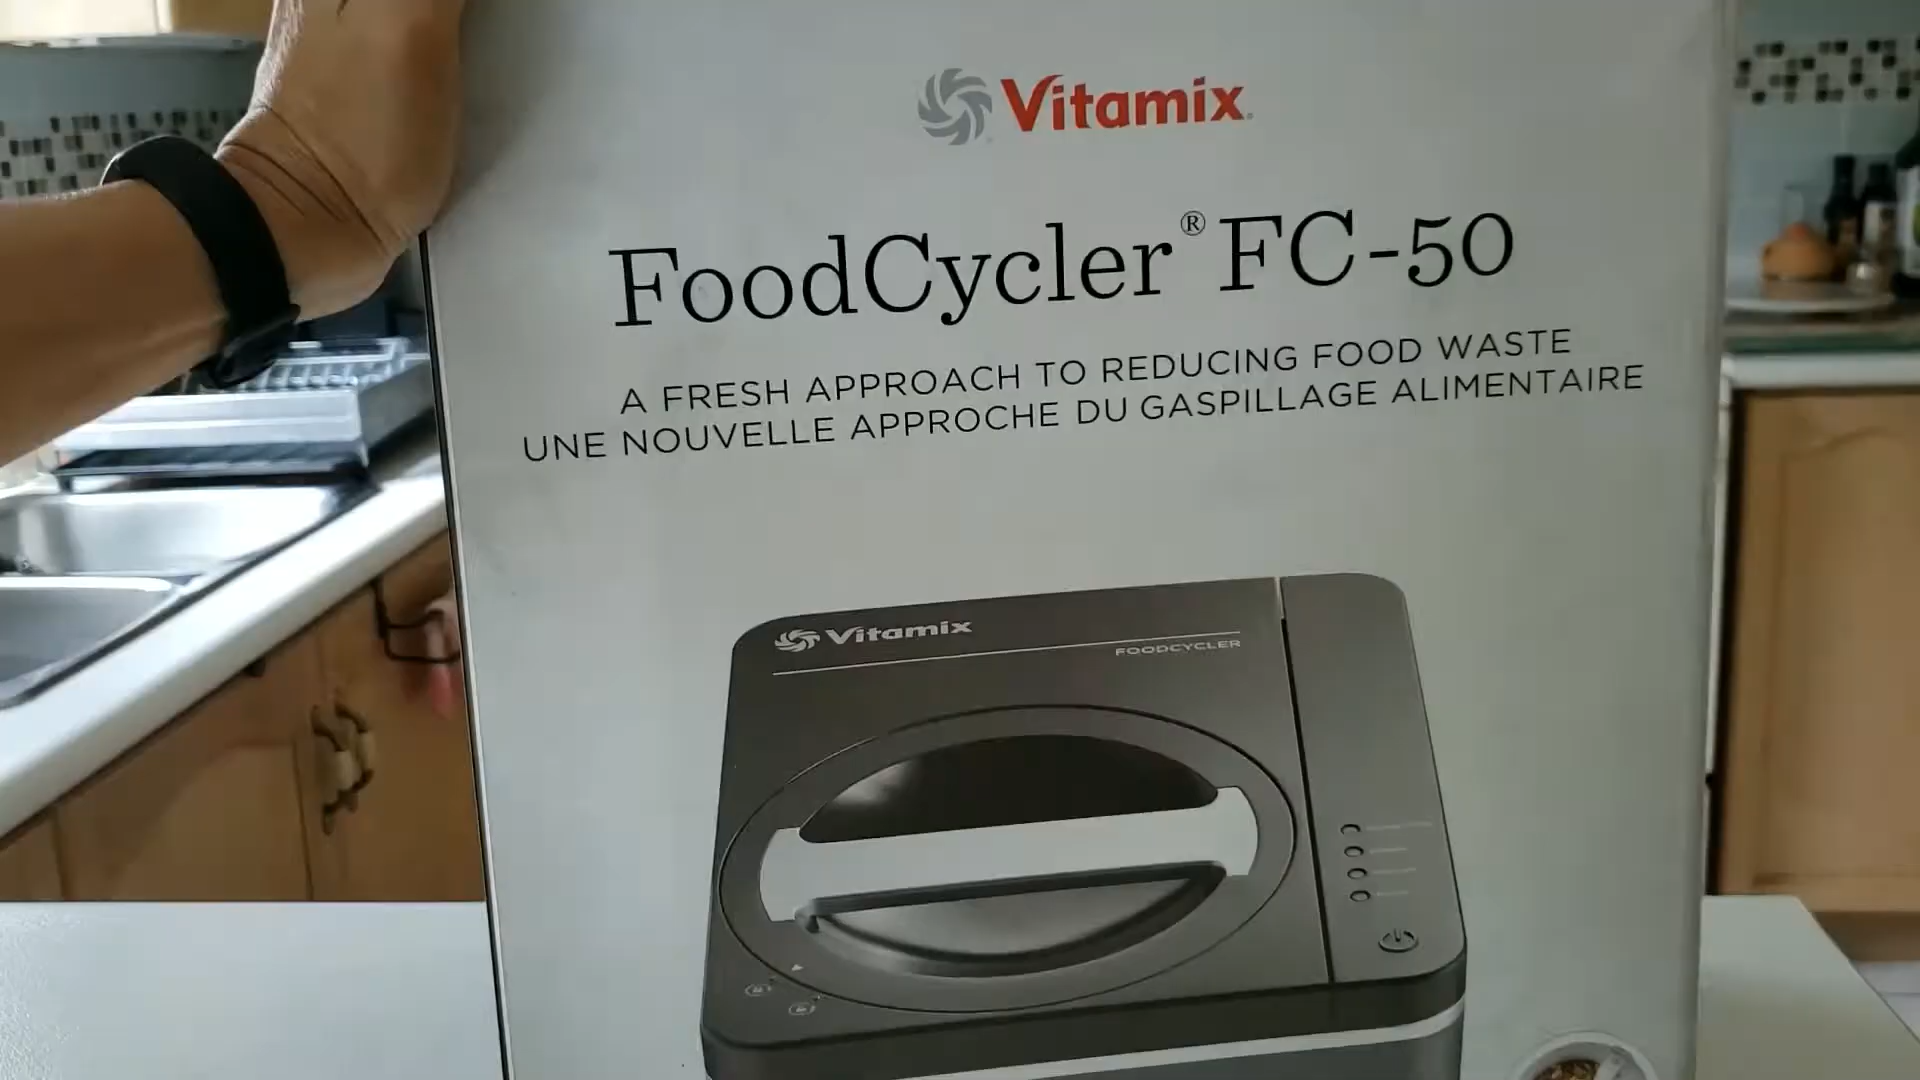 Vitamix
FoodCycler® FC-50
A FRESH APPROACH TO REDUCING FOOD WASTE
UNE NOUVELLE APPROCHE DU GASPILLAGE ALIMENTAIRE
Vitamix
FOODCYCLER